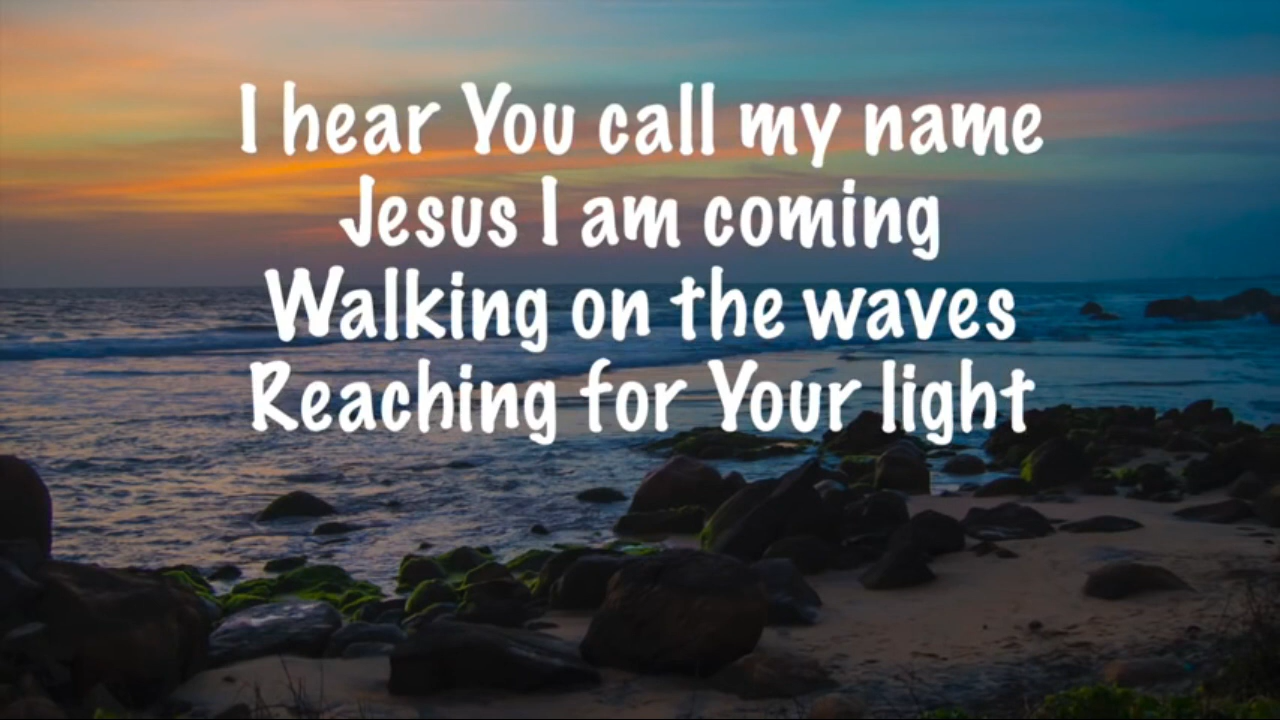 I hear You call my name
Jesus I am coming
Walking on the waves
Reaching for Your light